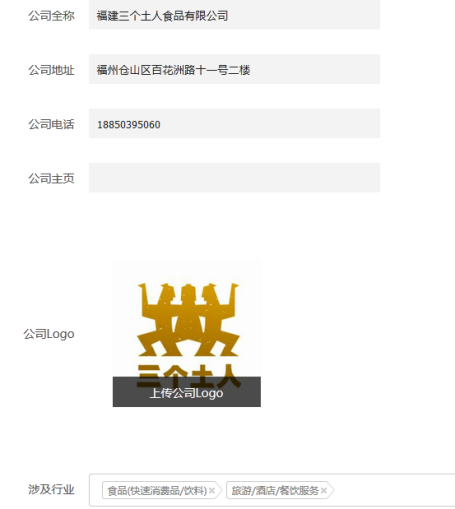 公司全称 福建三个土人食品有限公司
公司地址 福州仓山区百花洲路十一号二楼
公司电话 18850395060
公司主页
公司Logo
三个土人
上传公司Logo
涉及行业 食品(快速消费品/饮料)× 旅游/酒店/餐饮服务×